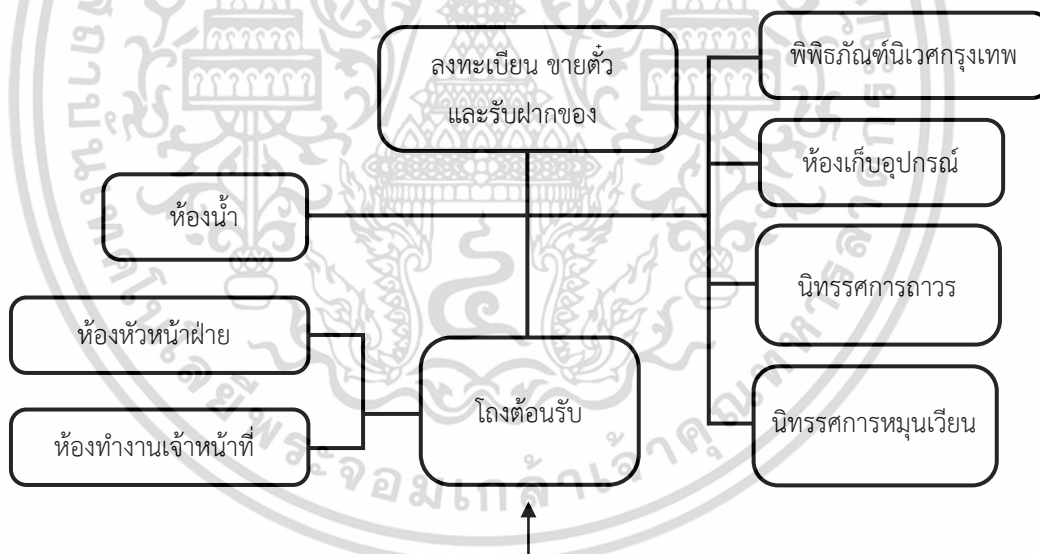 ลงทะเบียน ขายตั๋ว
และรับฝากของ
พิพิธภัณฑ์นิเวศกรุงเทพ
ห้องเก็บอุปกรณ์
ห้องน้ำ
นิทรรศการถาวร
ห้องหัวหน้าฝ่าย
โถงต้อนรับ
นิทรรศการหมุนเวียน
ห้องทำงานเจ้าหน้าที่